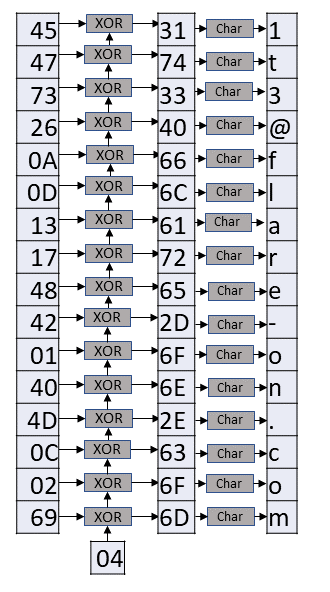 45 XOR 31 Char 1
47 XOR 74 Char t
73 XOR 33 Char 3
26 XOR 40 Char @
0A XOR 66 Char f
0D XOR 6C Char l
13 XOR 61 Char a
17 XOR 72 Char r
48 XOR 65 Char e
42 XOR 2D Char -
01 XOR 6F Char o
40 XOR 6E Char n
4D XOR 2E Char .
0C XOR 63 Char c
02 XOR 6F Char o
69 XOR 6D Char m
04